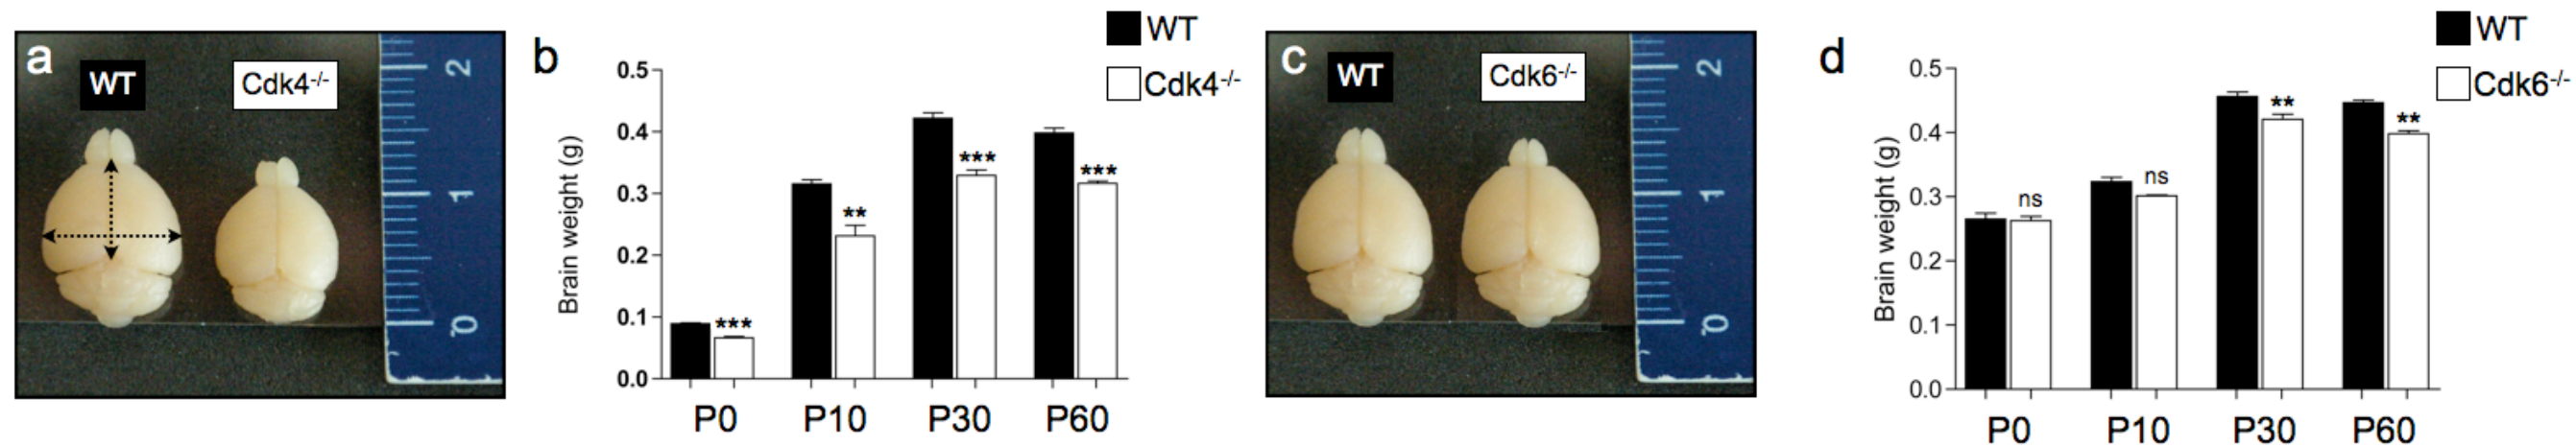 a
WT
Cdk4-/-
2
1
0
b
WT
Cdk4-/-
Brain weight (g)
0.5
0.4
0.3
0.2
0.1
0.0
***
**
***
***
P0 P10 P30 P60
c
WT
Cdk6-/-
2
1
0
d
WT
Cdk6-/-
Brain weight (g)
0.5
0.4
0.3
0.2
0.1
0.0
ns
ns
**
**
P0 P10 P30 P60